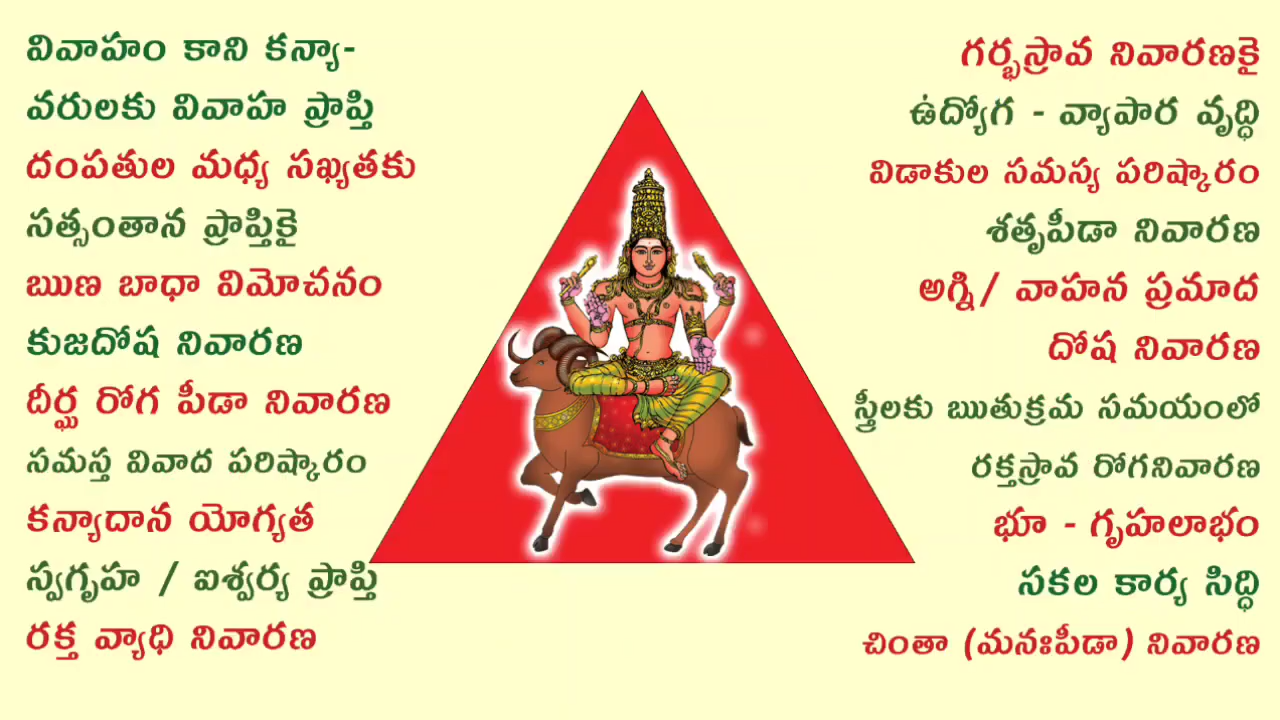 వివాహం కాని కన్యా-
వరులకు వివాహ ప్రాప్తి
దంపతుల మధ్య సఖ్యతకు
సత్సంతాన ప్రాప్తికై
ఋణ బాధా విమోచనం
కుజదోష నివారణ
దీర్ఘ రోగ పీడా నివారణ
సమస్త వివాద పరిష్కారం
కన్యాదాన యోగ్యత
స్వగృహ / ఐశ్వర్య ప్రాప్తి
రక్త వ్యాధి నివారణ
గర్భస్రావ నివారణకై
ఉద్యోగ - వ్యాపార వృద్ధి
విడాకుల సమస్య పరిష్కారం
శతృపీడా నివారణ
అగ్ని/ వాహన ప్రమాద
దోష నివారణ
స్త్రీలకు ఋతుక్రమ సమయంలో
రక్తస్రావ రోగనివారణ
భూ - గృహలాభం
సకల కార్య సిద్ధి
చింతా (మనఃపీడా) నివారణ